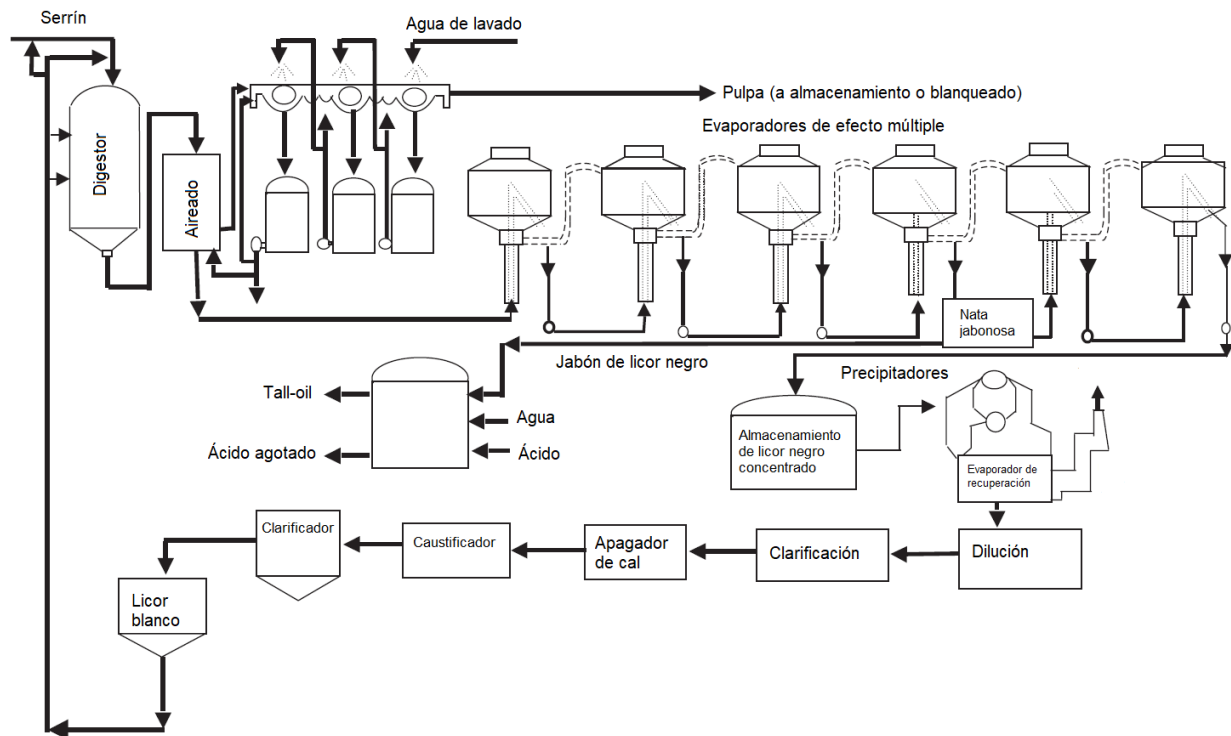 Serrín
Agua de lavado
Pulpa (a almacenamiento o blanqueado)
Evaporadores de efecto múltiple
Digestor
Aireado
Nata
jabonosa
Jabón de licor negro
Precipitadores
Tall-oil
Agua
Ácido agotado
Ácido
Almacenamiento
de licor negro
concentrado
Evaporador de
recuperación
Clarificador
Caustificador
Apagador
de cal
Clarificación
Dilución
Licor
blanco